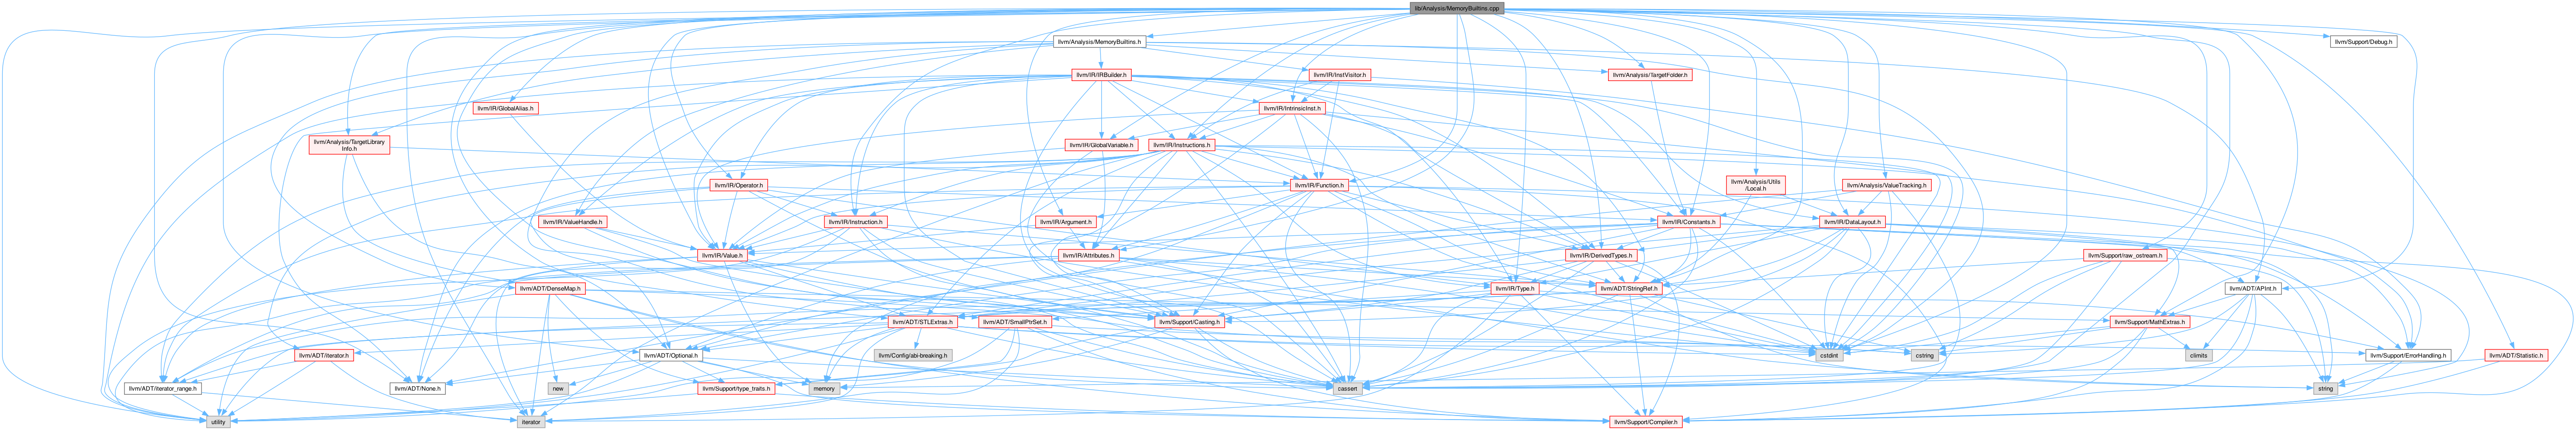 lib/Analysis/MemoryBuiltins.cpp
llvm/Analysis/MemoryBuiltins.h
llvm/Support/Debug.h
llvm/IR/IRBuilder.h
llvm/IR/InstVisitor.h
llvm/Analysis/TargetFolder.h
llvm/IR/GlobalAlias.h
llvm/IR/IntrinsicInst.h
llvm/Analysis/TargetLibrary
Info.h
llvm/IR/GlobalVariable.h
llvm/IR/Instructions.h
llvm/IR/Operator.h
llvm/IR/Function.h
llvm/Analysis/Utils
/Local.h
llvm/Analysis/ValueTracking.h
llvm/IR/ValueHandle.h
llvm/IR/Instruction.h
llvm/IR/Argument.h
llvm/IR/Constants.h
llvm/IR/DataLayout.h
llvm/IR/Value.h
llvm/IR/Attributes.h
llvm/IR/DerivedTypes.h
llvm/Support/raw_ostream.h
llvm/ADT/DenseMap.h
llvm/IR/Type.h
llvm/ADT/StringRef.h
llvm/ADT/APInt.h
llvm/ADT/STLExtras.h
llvm/ADT/SmallPtrSet.h
llvm/Support/Casting.h
llvm/Support/MathExtras.h
llvm/ADT/iterator.h
llvm/ADT/Optional.h
llvm/Config/abi-breaking.h
cstdint
cstring
climits
llvm/Support/ErrorHandling.h
llvm/ADT/Statistic.h
llvm/ADT/iterator_range.h
llvm/ADT/None.h
new
llvm/Support/type_traits.h
memory
cassert
string
utility
iterator
llvm/Support/Compiler.h